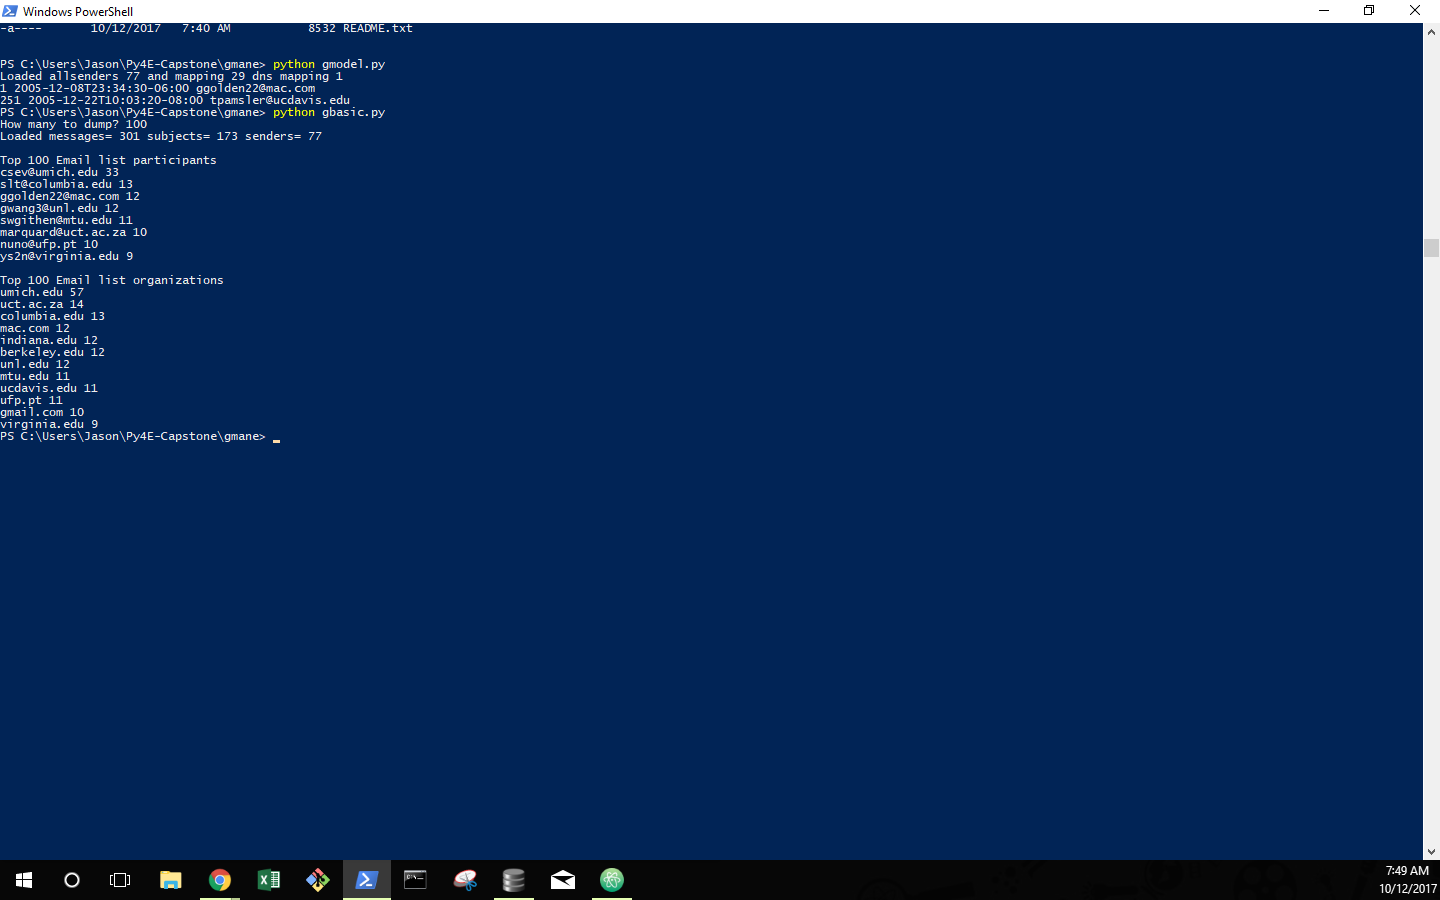 Windows PowerShell
-a----       10/12/2017   7:40 AM           8532 README.txt
PS C:\Users\Jason\Py4E-Capstone\gmane> python gmodel.py
Loaded allsenders 77 and mapping 29 dns mapping 1
1 2005-12-08T23:34:30-06:00 ggolden22@mac.com
251 2005-12-22T10:03:20-08:00 tpamsler@ucdavis.edu
PS C:\Users\Jason\Py4E-Capstone\gmane> python gbasic.py
How many to dump? 100
Loaded messages= 301 subjects= 173 senders= 77
Top 100 Email list participants
csev@umich.edu 33
slt@columbia.edu 13
ggolden22@mac.com 12
gwang3@unl.edu 12
swgithen@mtu.edu 11
marquard@uct.ac.za 10
nuno@ufp.pt 10
ys2n@virginia.edu 9
Top 100 Email list organizations
umich.edu 57
uct.ac.za 14
columbia.edu 13
mac.com 12
indiana.edu 12
berkeley.edu 12
unl.edu 12
mtu.edu 11
ucdavis.edu 11
ufp.pt 11
gmail.com 10
virginia.edu 9
PS C:\Users\Jason\Py4E-Capstone\gmane>
7:49 AM
10/12/2017